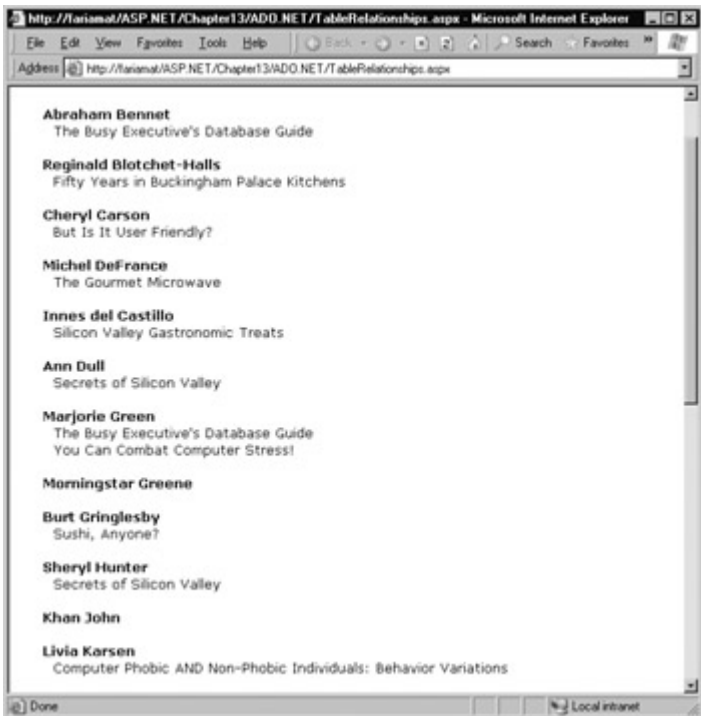 http://fariamat/ASP.NET/Chapter13/ADO.NET/TableRelationships.aspx - Microsoft Internet Explorer
File Edit View Favorites Tools Help Back Search Favorites »
Address http://fariamat/ASP.NET/Chapter13/ADO.NET/TableRelationships.aspx
Abraham Bennet
The Busy Executive's Database Guide
Reginald Blotchet-Halls
Fifty Years in Buckingham Palace Kitchens
Cheryl Carson
But Is It User Friendly?
Michel DeFrance
The Gourmet Microwave
Innes del Castillo
Silicon Valley Gastronomic Treats
Ann Dull
Secrets of Silicon Valley
Marjorie Green
The Busy Executive's Database Guide
You Can Combat Computer Stress!
Morningstar Greene
Burt Gringlesby
Sushi, Anyone?
Sheryl Hunter
Secrets of Silicon Valley
Khan John
Livia Karsen
Computer Phobic AND Non-Phobic Individuals: Behavior Variations
Done Local intranet